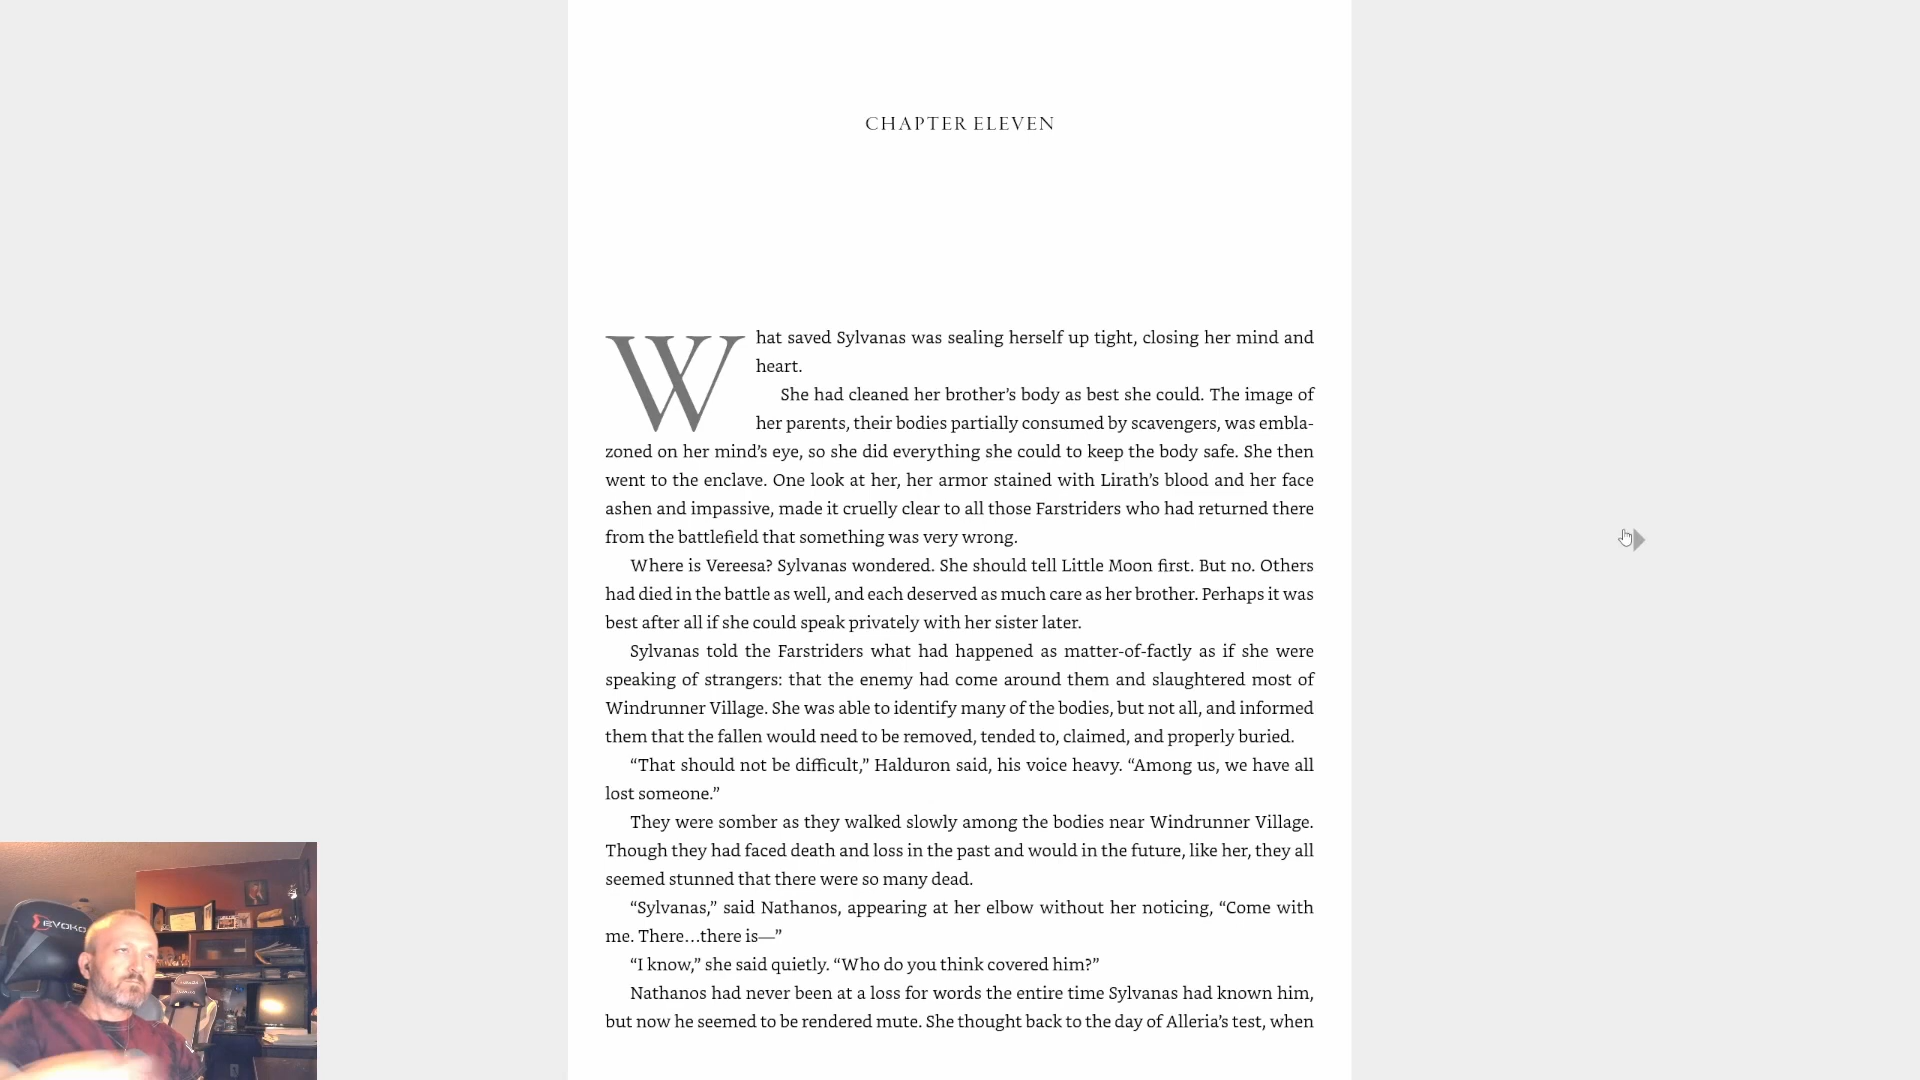 CHAPTER ELEVEN
What saved Sylvanas was sealing herself up tight, closing her mind and
heart.
She had cleaned her brother’s body as best she could. The image of
her parents, their bodies partially consumed by scavengers, was embla-
zoned on her mind’s eye, so she did everything she could to keep the body safe. She then
went to the enclave. One look at her, her armor stained with Lirath’s blood and her face
ashen and impassive, made it cruelly clear to all those Farstriders who had returned there
from the battlefield that something was very wrong.
Where is Vereesa? Sylvanas wondered. She should tell Little Moon first. But no. Others
had died in the battle as well, and each deserved as much care as her brother. Perhaps it was
best after all if she could speak privately with her sister later.
Sylvanas told the Farstriders what had happened as matter-of-factly as if she were
speaking of strangers: that the enemy had come around them and slaughtered most of
Windrunner Village. She was able to identify many of the bodies, but not all, and informed
them that the fallen would need to be removed, tended to, claimed, and properly buried.
“That should not be difficult,” Halduron said, his voice heavy. “Among us, we have all
lost someone.”
They were somber as they walked slowly among the bodies near Windrunner Village.
Though they had faced death and loss in the past and would in the future, like her, they all
seemed stunned that there were so many dead.
“Sylvanas,” said Nathanos, appearing at her elbow without her noticing, “Come with
me. There…there is—”
“I know,” she said quietly. “Who do you think covered him?”
Nathanos had never been at a loss for words the entire time Sylvanas had known him,
but now he seemed to be rendered mute. She thought back to the day of Alleria’s test, when
EVOKO